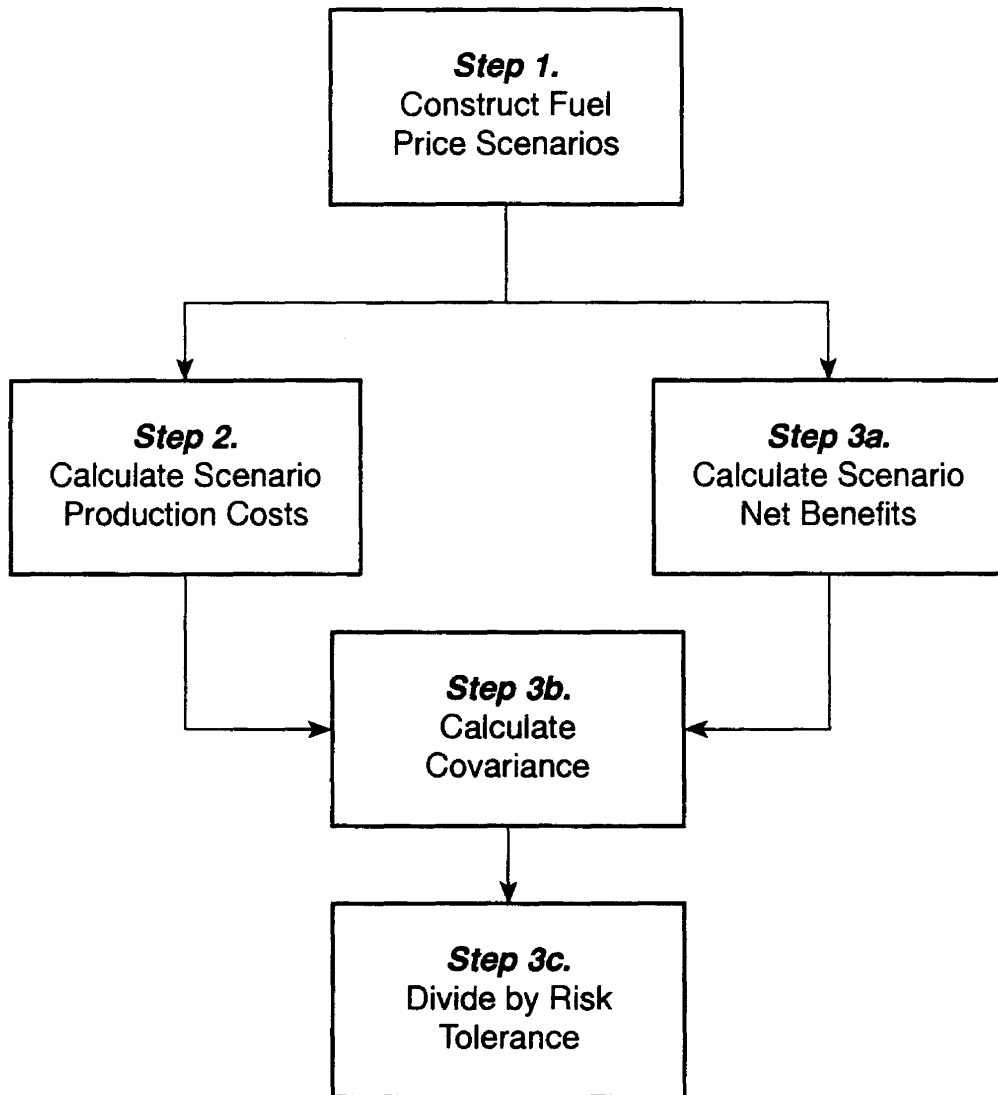 Step 1.
Construct Fuel
Price Scenarios
Step 2.
Calculate Scenario
Production Costs
Step 3a.
Calculate Scenario
Net Benefits
Step 3b.
Calculate
Covariance
Step 3c.
Divide by Risk
Tolerance